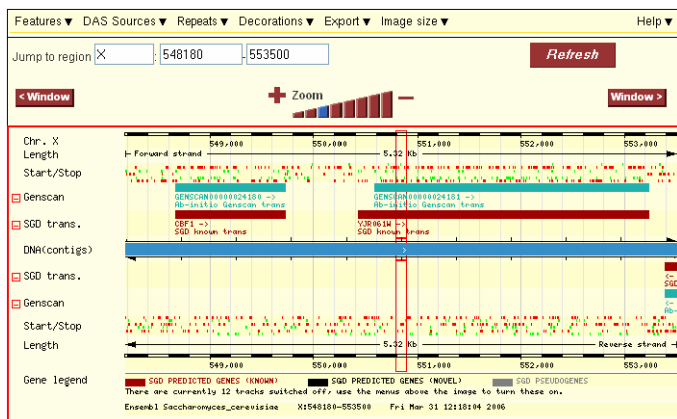 Features ▼ DAS Sources ▼ Repeats ▼ Decorations ▼ Export ▼ Image size ▼ Help ▼
Jump to region X : 548180 - 553500 Refresh
< Window + Zoom − Window >
Chr. X 549,000 550,000 551,000 552,000 553,000
Length Forward strand 5.32 Kb
Start/Stop
Genscan GENSCAN00000024180 -> GENSCAN00000024181 ->
Ab-initio Genscan trans Ab-initio Genscan trans
SGD trans. CBF1 -> YJR061W ->
SGD known trans SGD known trans
DNA(contigs) >
SGD trans. <-
SGD
Genscan <-
Ab-
Start/Stop
Length 5.32 Kb Reverse strand
549,000 550,000 551,000 552,000 553,000
Gene legend SGD PREDICTED GENES (KNOWN) SGD PREDICTED GENES (NOVEL) SGD PSEUDOGENES
There are currently 12 tracks switched off, use the menus above the image to turn these on.
Ensembl Saccharomyces_cerevisiae X:548180-553500 Fri Mar 31 12:18:04 2006